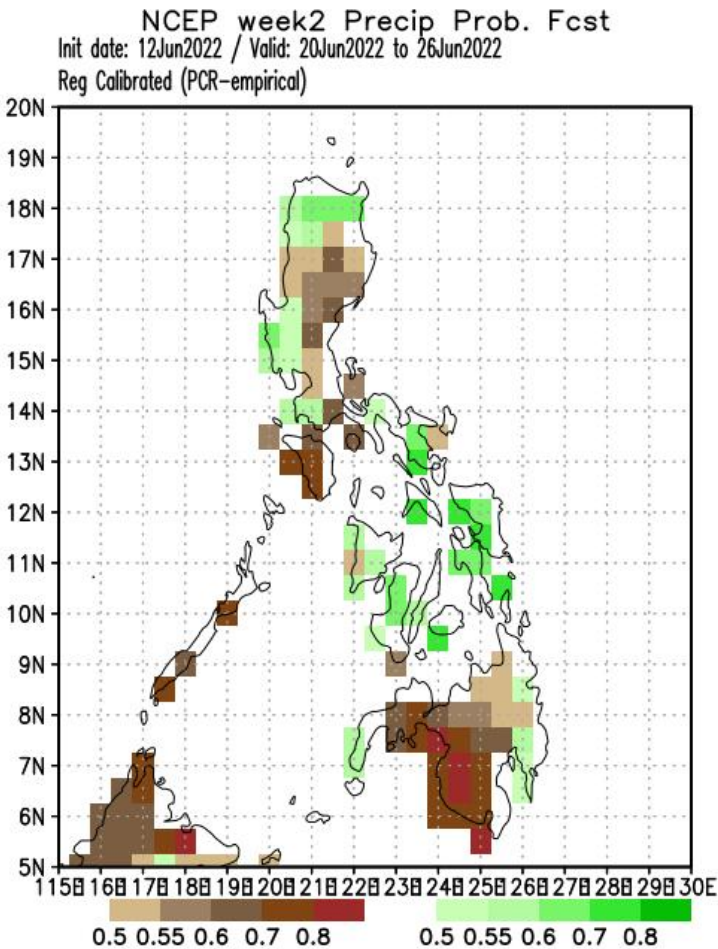 NCEP week2 Precip Prob. Fcst
Init date: 12Jun2022 / Valid: 20Jun2022 to 26Jun2022
Reg Calibrated (PCR-empirical)
20N
19N
18N
17N
16N
15N
14N
13N
12N
11N
10N
9N
8N
7N
6N
5N
115E 116E 117E 118E 119E 120E 121E 122E 123E 124E 125E 126E 127E 128E 129E 130E
0.5 0.55 0.6 0.7 0.8 0.5 0.55 0.6 0.7 0.8